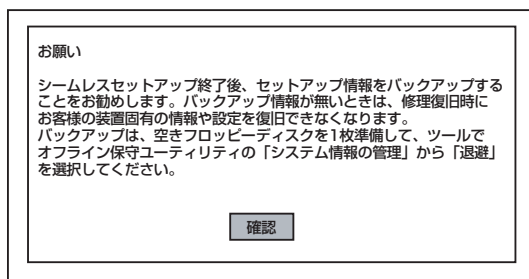 お願い
シームレスセットアップ終了後、セットアップ情報をバックアップする
ことをお勧めします。バックアップ情報が無いときは、修理復旧時に
お客様の装置固有の情報や設定を復旧できなくなります。
バックアップは、空きフロッピーディスクを1枚準備して、ツールで
オフライン保守ユーティリティの「システム情報の管理」から「退避」
を選択してください。
確認